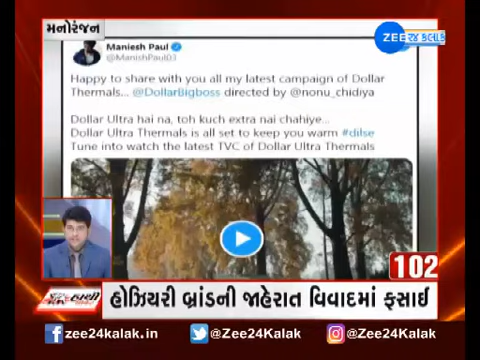 મનોરંજન
ZEE ૨૪ કલાક
Maniesh Paul
@ManishPaul03
Happy to share with you all my latest campaign of Dollar
Thermals... @DollarBigboss directed by @nonu_chidiya
Dollar Ultra hai na, toh kuch extra nai chahiye...
Dollar Ultra Thermals is all set to keep you warm #dilse
Tune into watch the latest TVC of Dollar Ultra Thermals
102
હોઝિયરી બ્રાંડની જાહેરાત વિવાદમાં ફસાઈ
zee24kalak.in
@Zee24Kalak
@Zee24Kalak